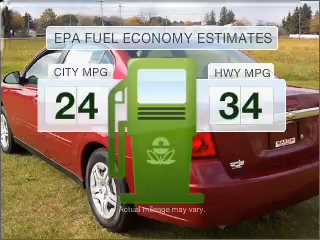 EPA FUEL ECONOMY ESTIMATES
CITY MPG
HWY MPG
24
34
Actual mileage may vary.